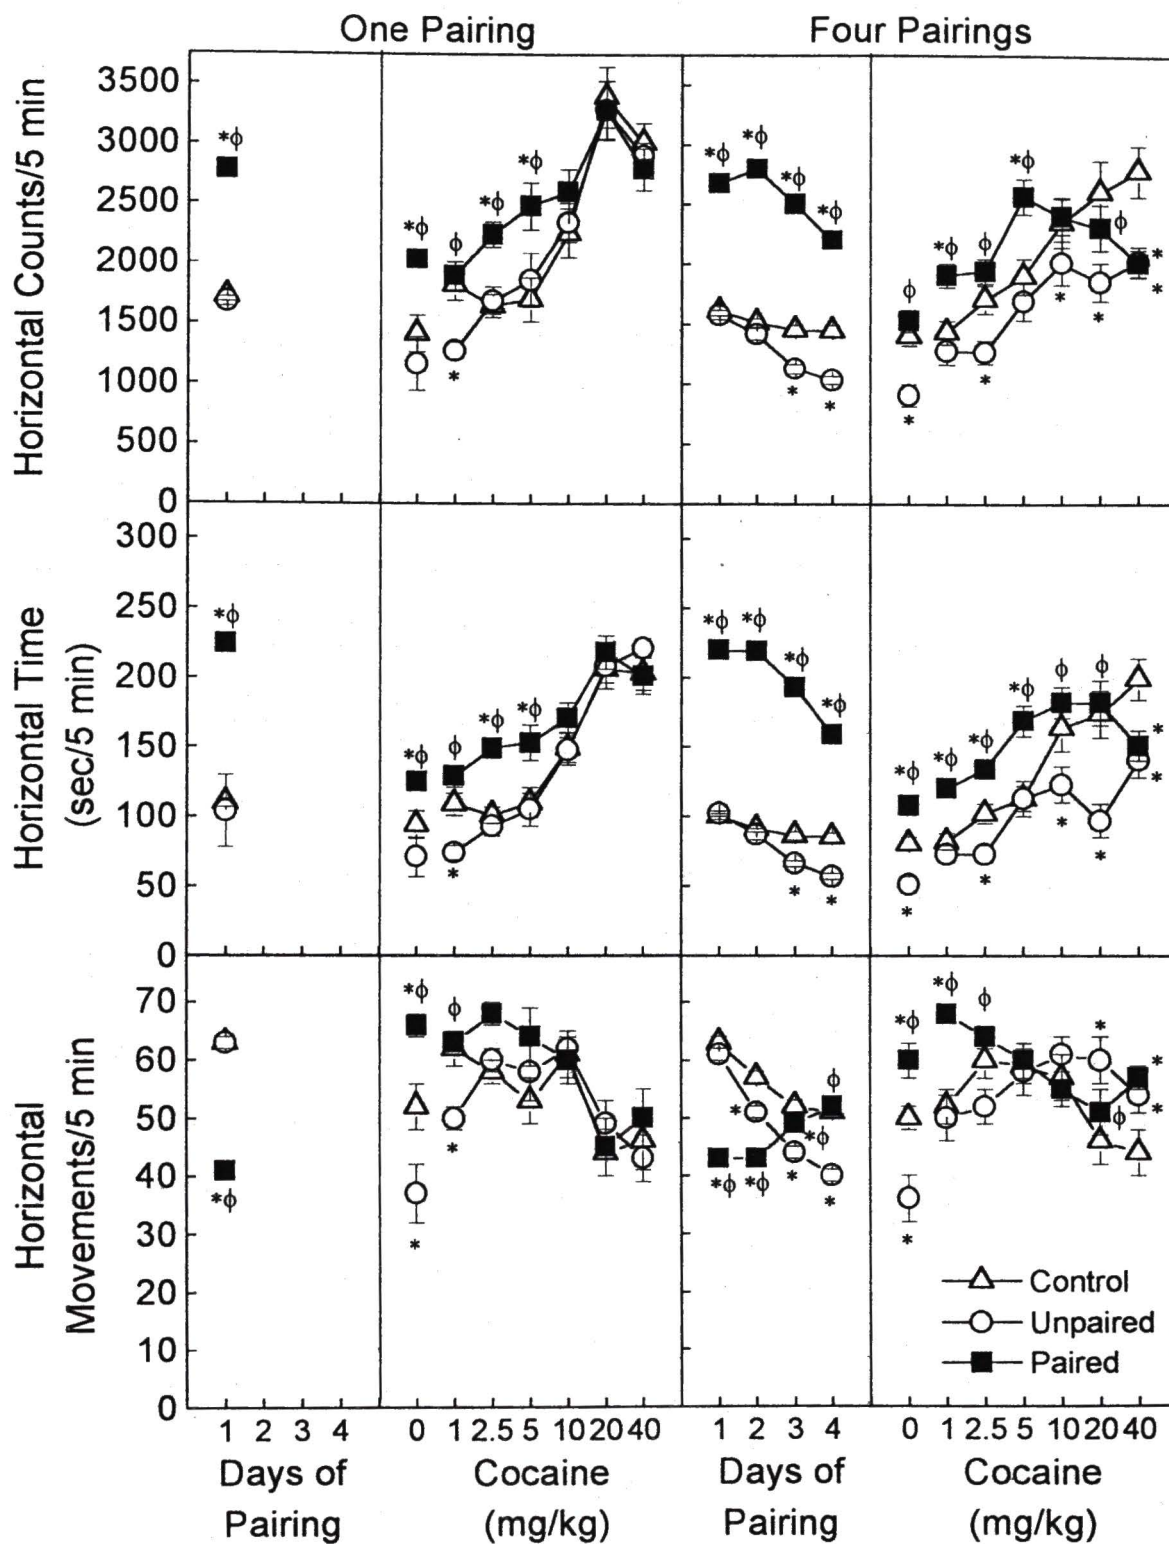 One Pairing
Four Pairings
Horizontal Counts/5 min
3500
3000
2500
2000
1500
1000
500
0
*ϕ
*ϕ
ϕ
*ϕ
*ϕ
*
*ϕ
*ϕ
*ϕ
*ϕ
*
*
ϕ
*ϕ
ϕ
*ϕ
ϕ
*
*
*
*
*
*
Horizontal Time
(sec/5 min)
300
250
200
150
100
50
0
*ϕ
*ϕ
ϕ
*ϕ
*ϕ
*
*ϕ
*ϕ
*ϕ
*ϕ
*
*
*ϕ
*ϕ
*ϕ
*ϕ
ϕ
ϕ
*
*
*
*
*
*
Horizontal
Movements/5 min
70
60
50
40
30
20
10
0
*ϕ
*ϕ
ϕ
*
*
*
ϕ
*ϕ
*ϕ
*ϕ
*
*
*ϕ
*ϕ
ϕ
*
*
ϕ
*
*
Control
Unpaired
Paired
1 2 3 4
0 1 2.5 5 10 20 40
1 2 3 4
0 1 2.5 5 10 20 40
Days of
Pairing
Cocaine
(mg/kg)
Days of
Pairing
Cocaine
(mg/kg)